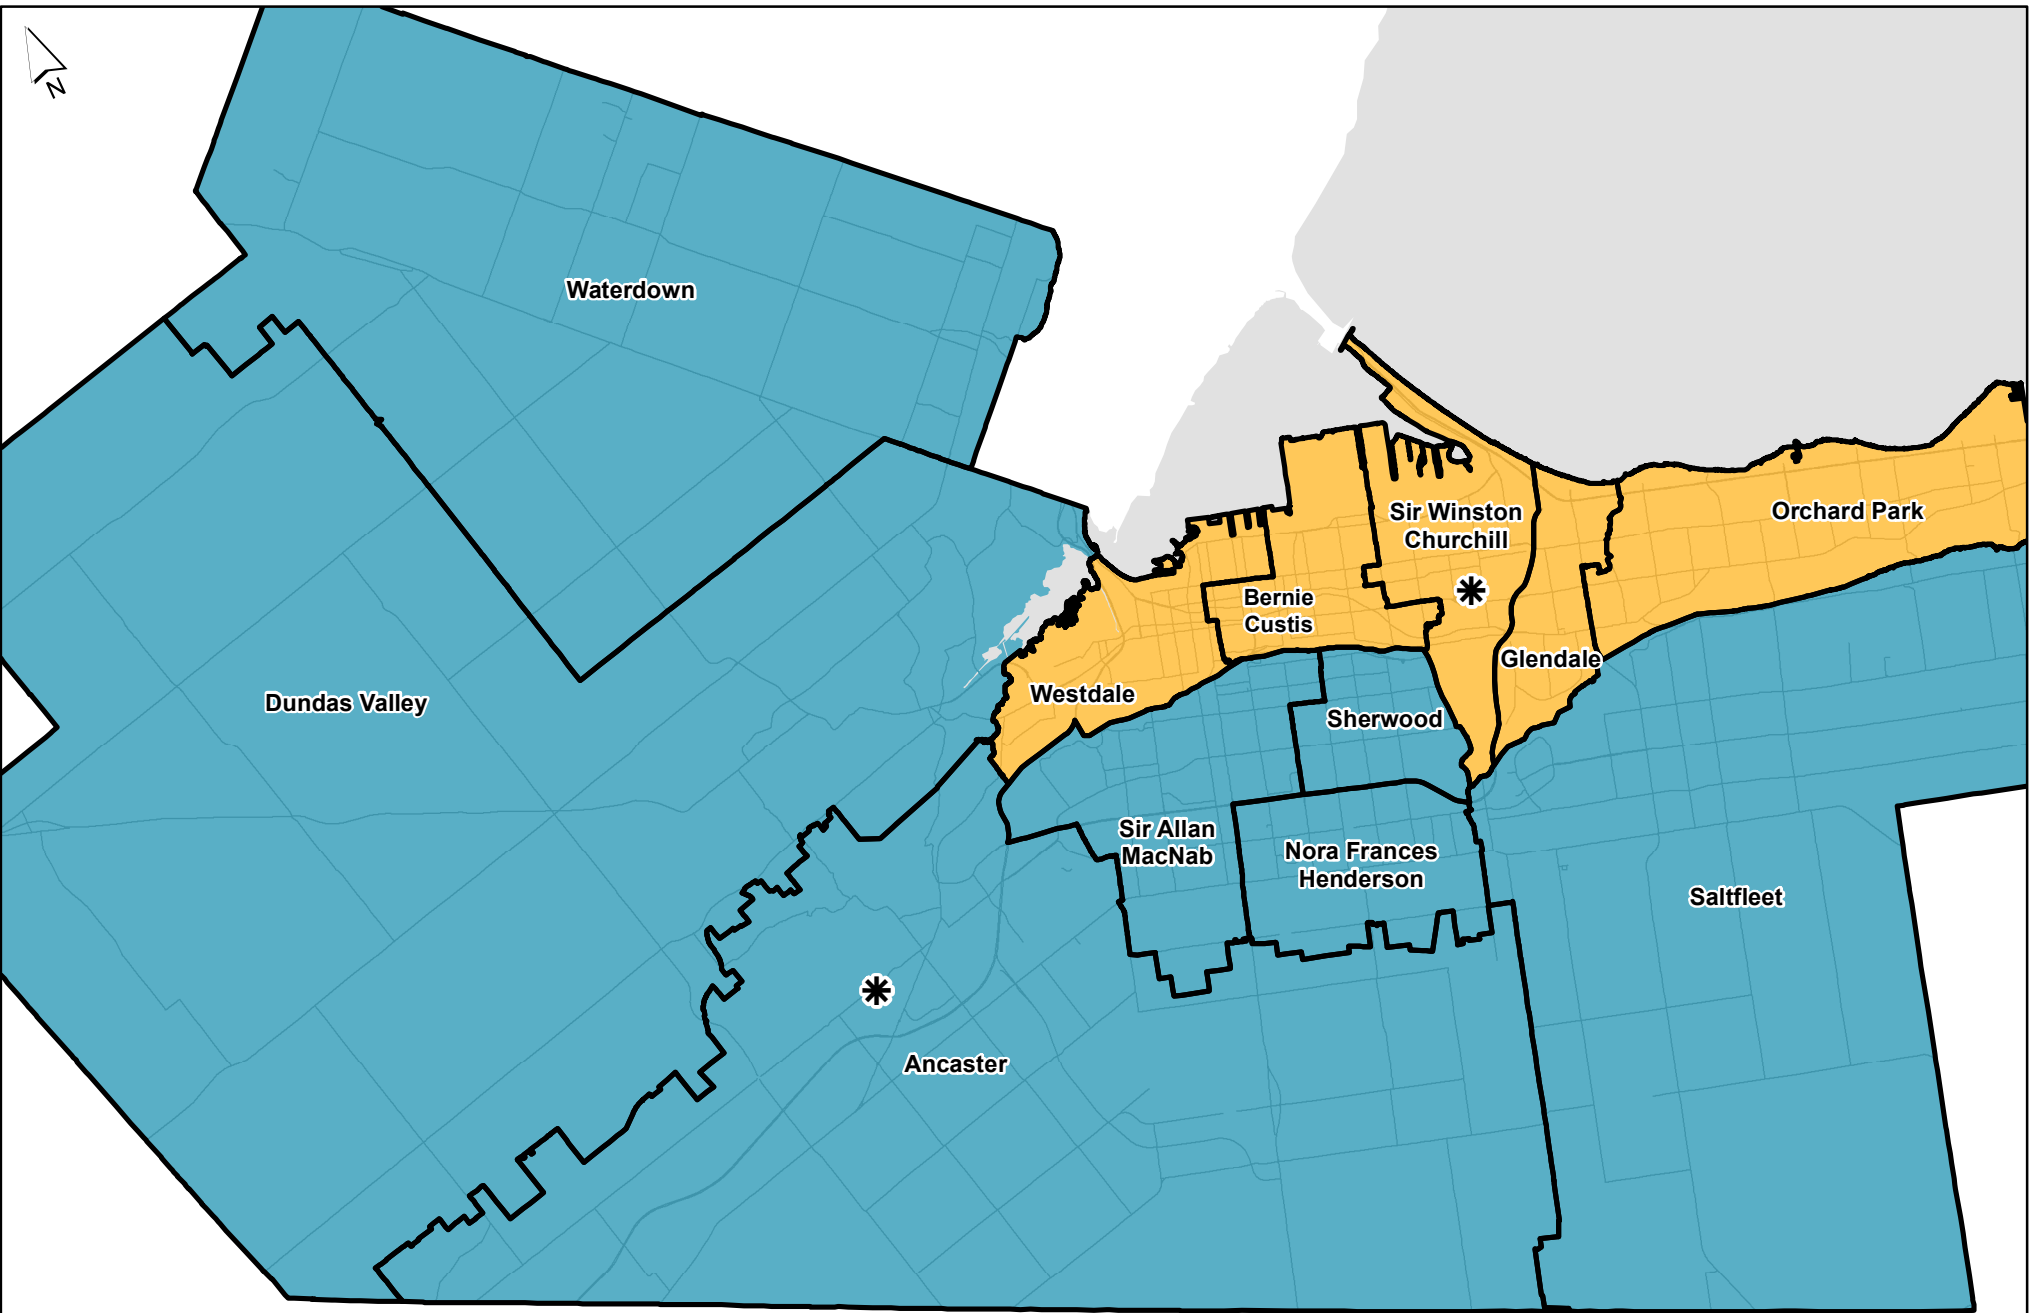 N
Waterdown
Sir Winston
Churchill
Orchard Park
Bernie
Custis
Glendale
Westdale
Dundas Valley
Sherwood
Sir Allan
MacNab
Nora Frances
Henderson
Saltfleet
Ancaster